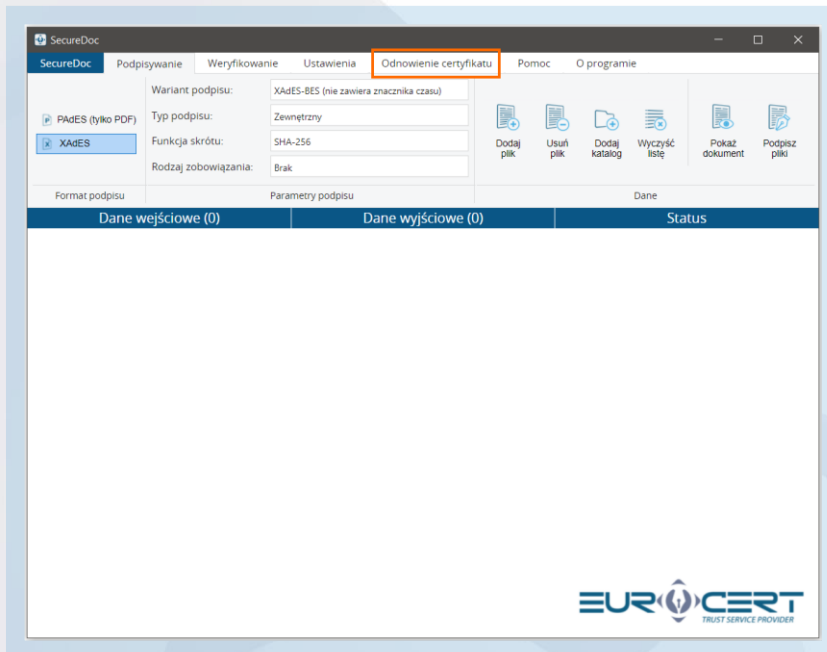 SecureDoc
SecureDoc Podpisywanie Weryfikowanie Ustawienia Odnowienie certyfikatu Pomoc O programie
PAdES (tylko PDF)
XAdES
Format podpisu
Wariant podpisu: XAdES-BES (nie zawiera znacznika czasu)
Typ podpisu: Zewnętrzny
Funkcja skrótu: SHA-256
Rodzaj zobowiązania: Brak
Parametry podpisu
Dodaj plik
Usuń plik
Dodaj katalog
Wyczyść listę
Pokaż dokument
Podpisz pliki
Dane
Dane wejściowe (0) Dane wyjściowe (0) Status
EUROCERT
TRUST SERVICE PROVIDER